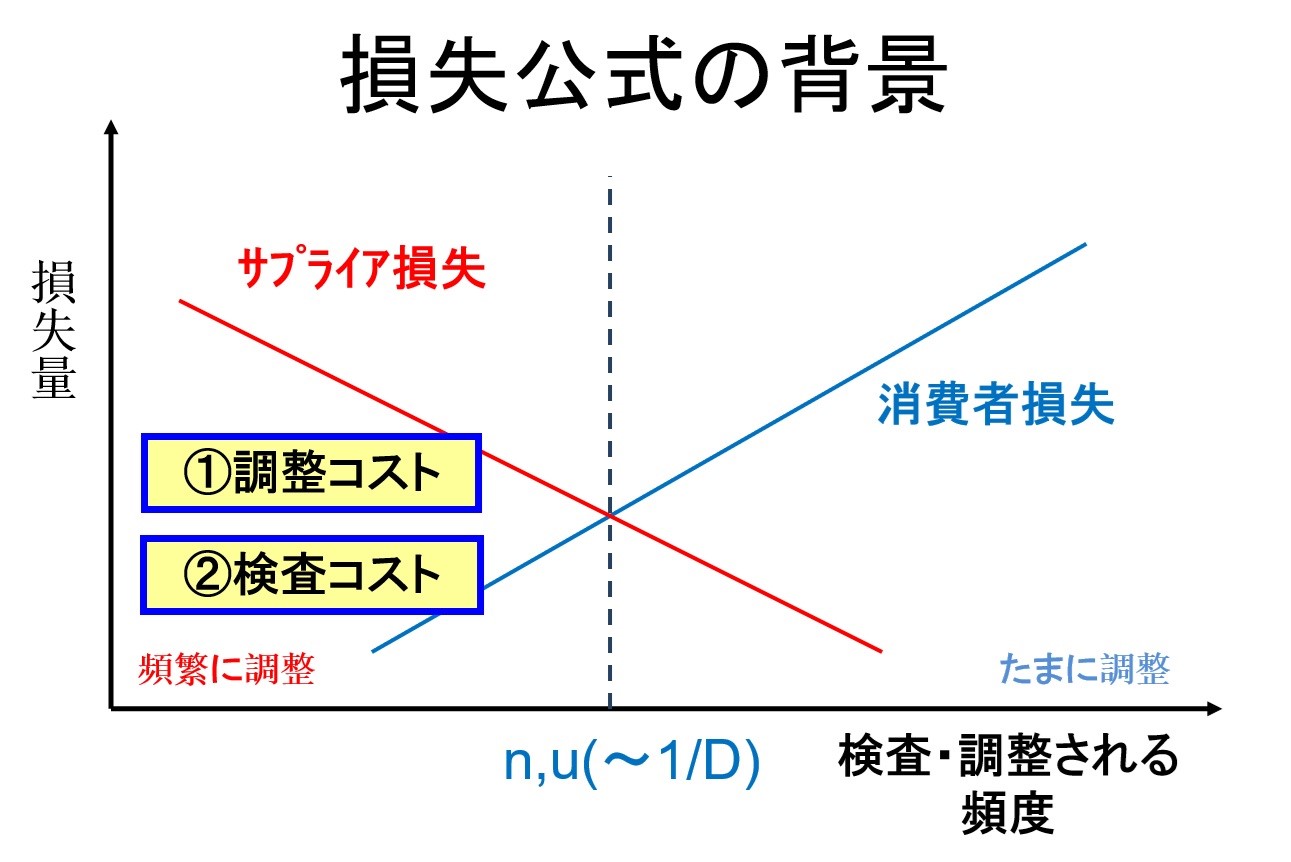 損失公式の背景
損失量
サプライア損失
消費者損失
①調整コスト
②検査コスト
頻繁に調整
たまに調整
n,u(～1/D)
検査・調整される
頻度